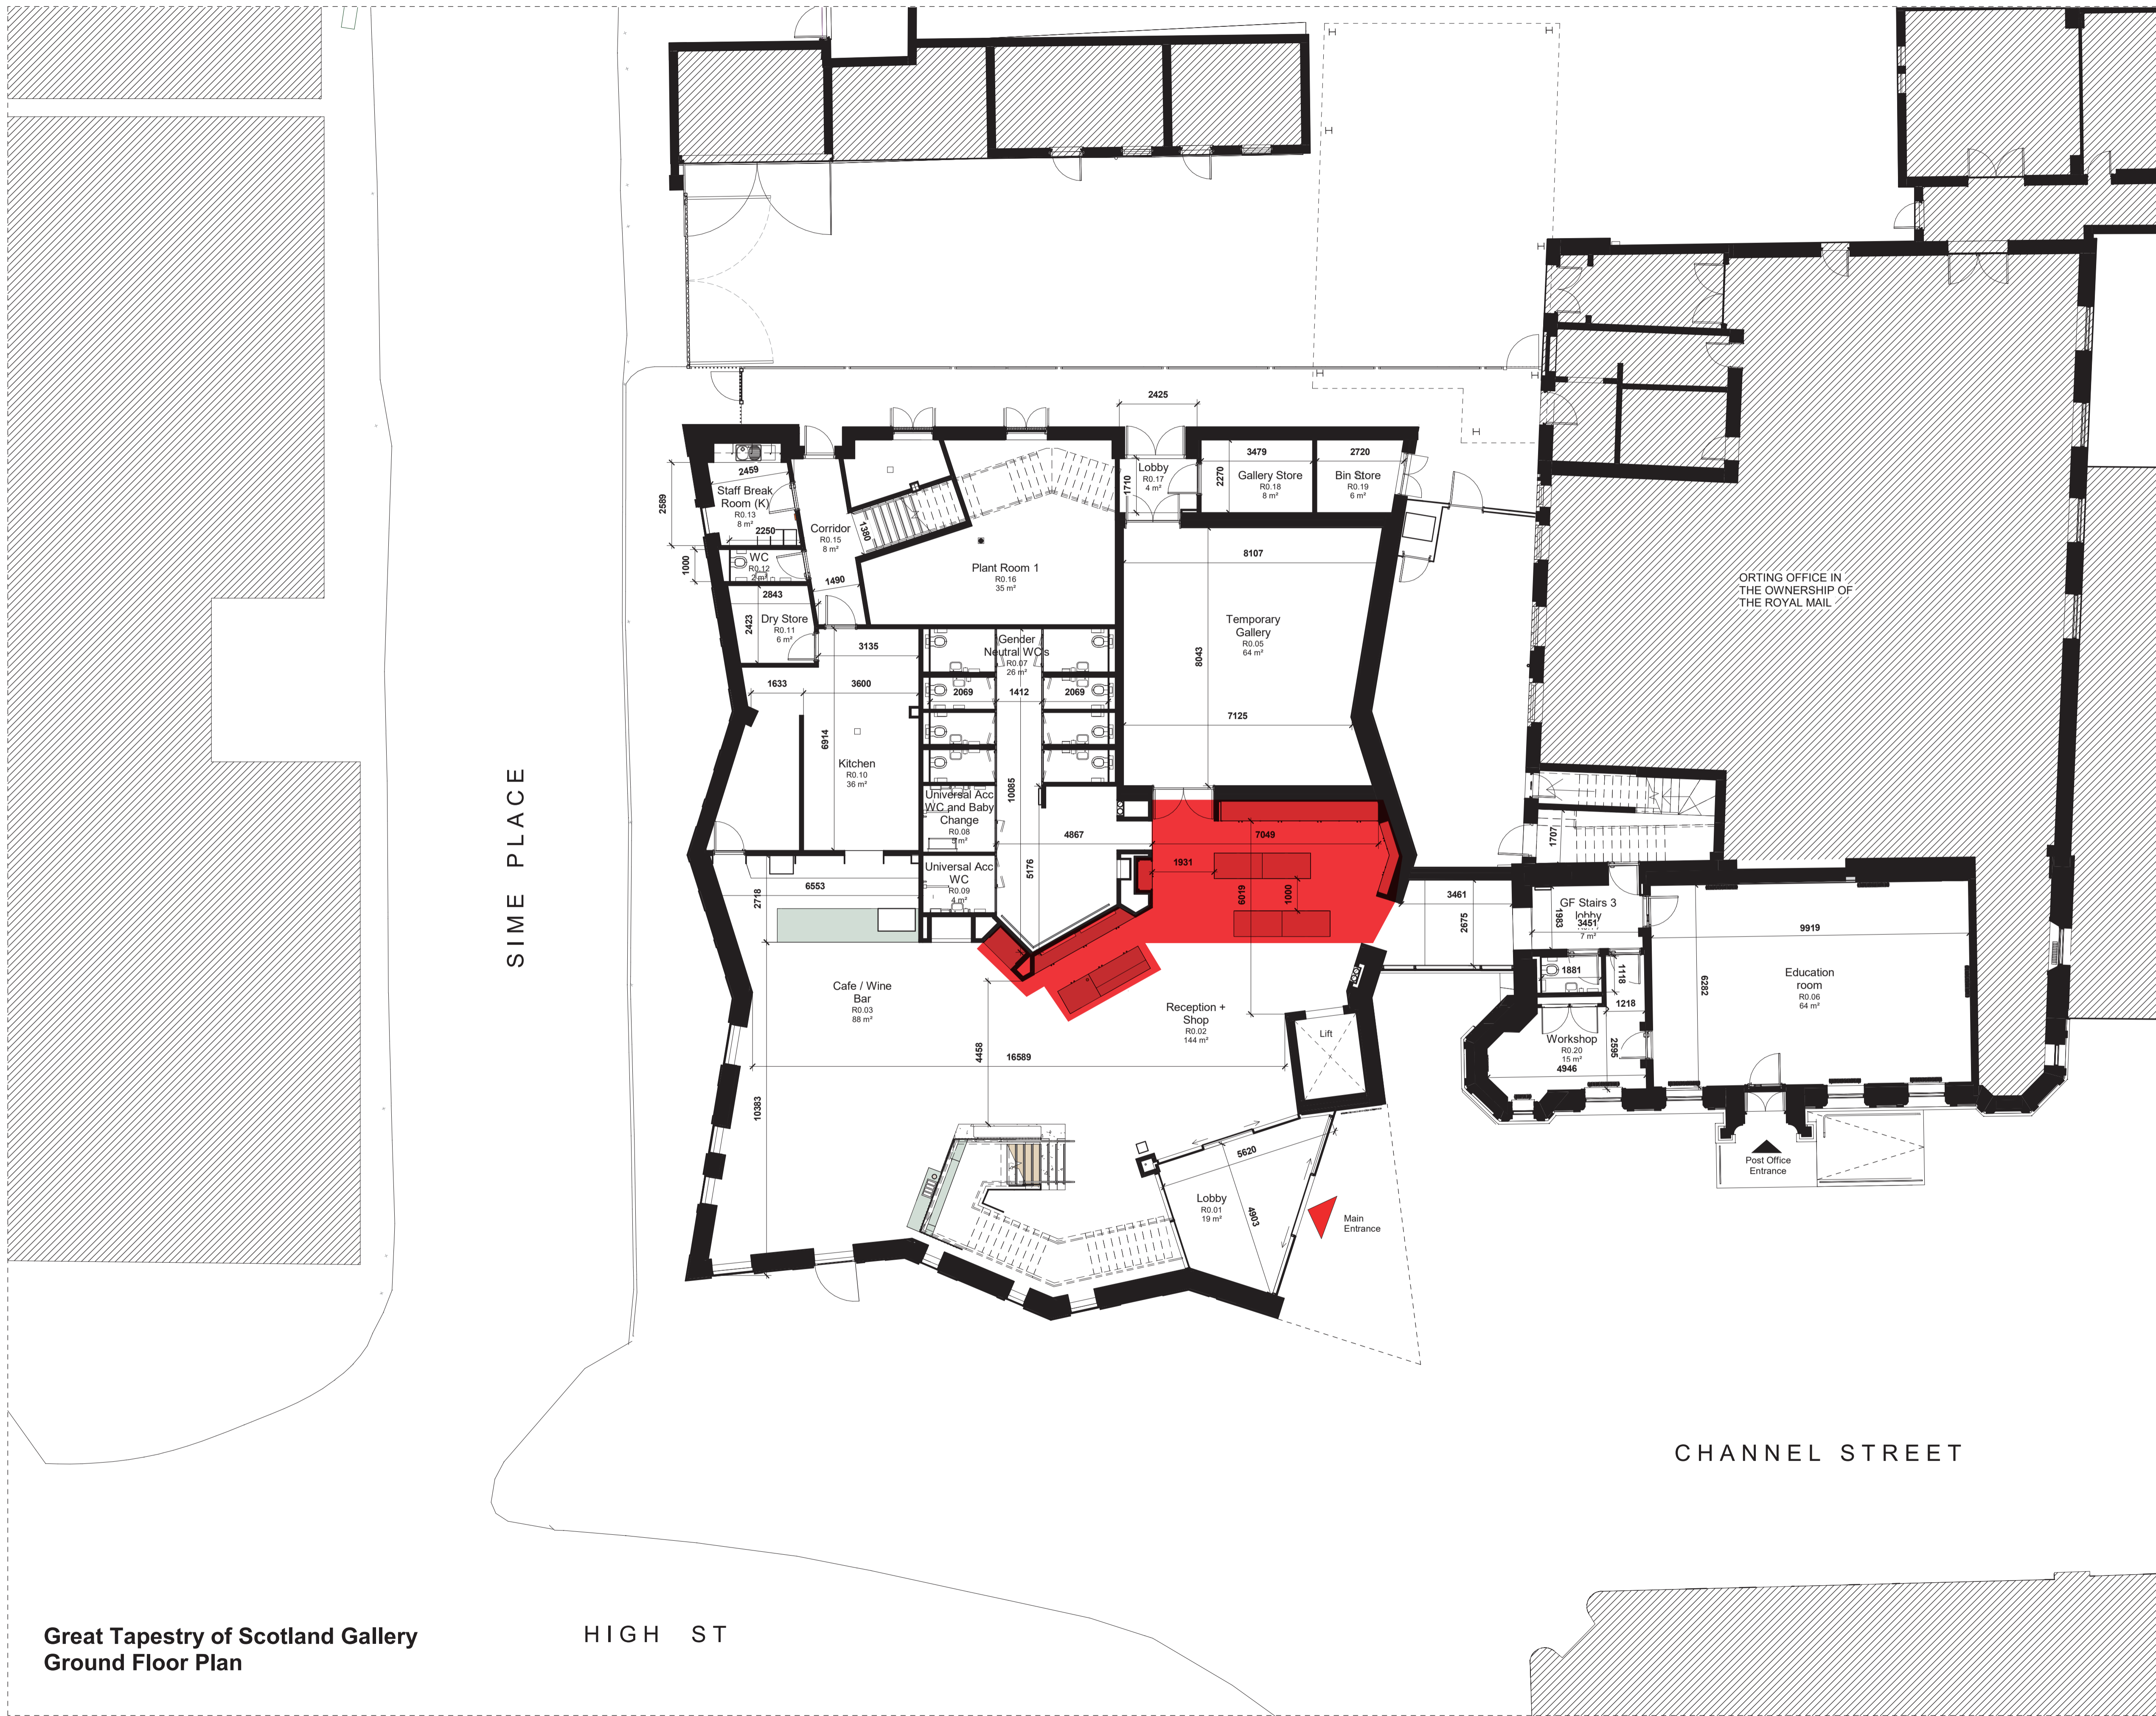 2425
2459
Staff Break
Room (K)
R0.13
8 m²
2589
2250
Corridor
R0.15
8 m²
1380
Lobby
R0.17
4 m²
1710
3479
2270
Gallery Store
R0.18
8 m²
2720
Bin Store
R0.19
6 m²
WC
R0.12
2 m²
1000
1490
Plant Room 1
R0.16
35 m²
8107
2843
2423
Dry Store
R0.11
6 m²
3135
Gender
Neutral WC's
R0.07
26 m²
Temporary
Gallery
R0.05
64 m²
8043
ORTING OFFICE IN
THE OWNERSHIP OF
THE ROYAL MAIL
1633
3600
2069
1412
2069
7125
6914
Kitchen
R0.10
36 m²
10085
Universal Acc
WC and Baby
Change
R0.08
5 m²
4867
7049
1931
1707
SIME PLACE
6553
2718
Universal Acc
WC
R0.09
4 m²
5176
6019
1000
3461
2675
GF Stairs 3
lobby
3451
7 m²
1983
9919
1881
1118
1218
6282
Education
room
R0.06
64 m²
Cafe / Wine
Bar
R0.03
88 m²
Reception +
Shop
R0.02
144 m²
Lift
4458
16589
10383
Workshop
R0.20
15 m²
2595
4946
5620
Lobby
R0.01
19 m²
4903
Main
Entrance
Post Office
Entrance
CHANNEL STREET
HIGH ST
Great Tapestry of Scotland Gallery
Ground Floor Plan